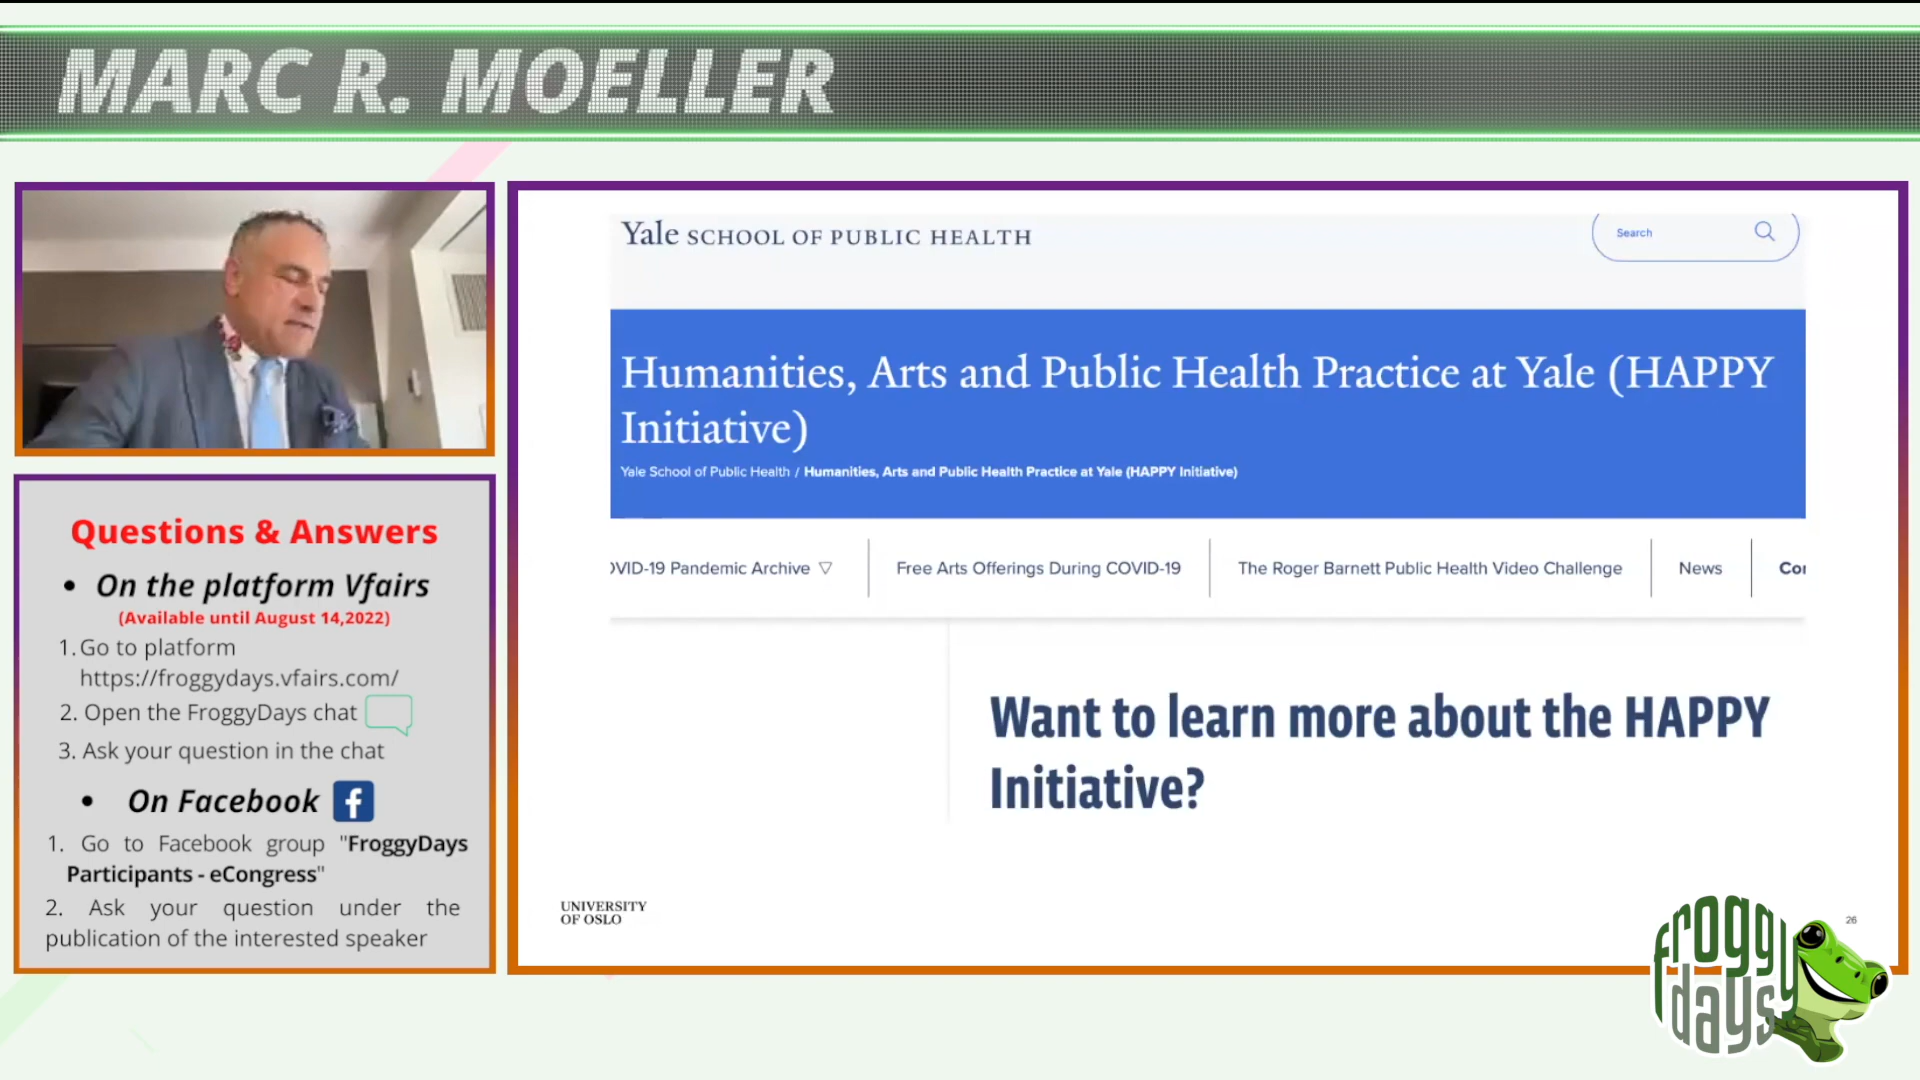 MARC R. MOELLER
Yale SCHOOL OF PUBLIC HEALTH
Search
Humanities, Arts and Public Health Practice at Yale (HAPPY
Initiative)
Yale School of Public Health / Humanities, Arts and Public Health Practice at Yale (HAPPY Initiative)
OVID-19 Pandemic Archive ▽
Free Arts Offerings During COVID-19
The Roger Barnett Public Health Video Challenge
News
Cor
Want to learn more about the HAPPY
Initiative?
UNIVERSITY
OF OSLO
26
Questions & Answers
• On the platform Vfairs
(Available until August 14,2022)
1. Go to platform
https://froggydays.vfairs.com/
2. Open the FroggyDays chat
3. Ask your question in the chat
• On Facebook f
1. Go to Facebook group "FroggyDays
Participants - eCongress"
2. Ask your question under the
publication of the interested speaker
froggy
days